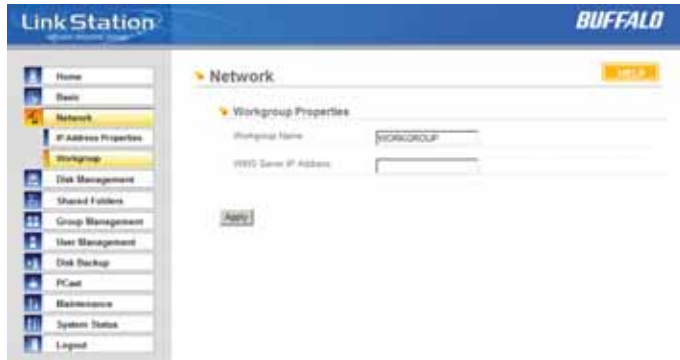 LinkStation
BUFFALO
Home
Basic
Network
IP Address Properties
Workgroup
Disk Management
Shared Folders
Group Management
User Management
Disk Backup
PCast
Maintenance
System Status
Logout
Network
HELP
Workgroup Properties
Workgroup Name
WORKGROUP
WINS Server IP Address
Apply